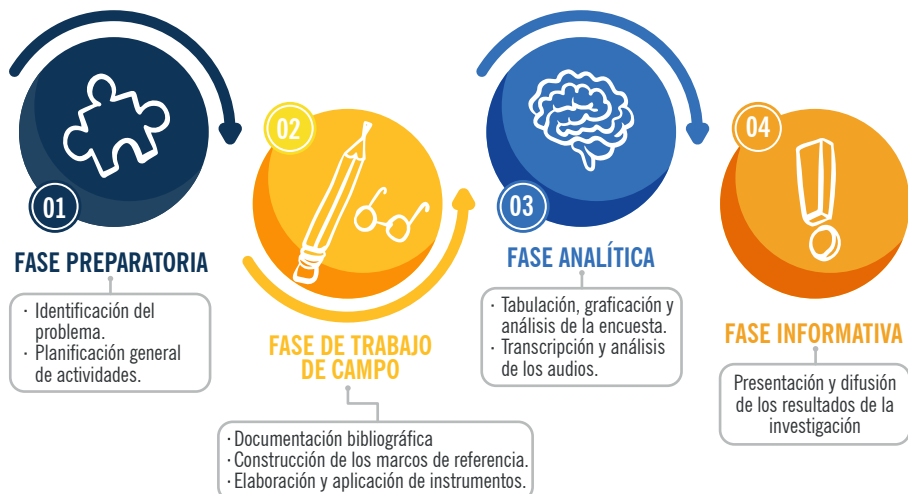 01
FASE PREPARATORIA
· Identificación del
problema.
· Planificación general
de actividades.
02
FASE DE TRABAJO
DE CAMPO
· Documentación bibliográfica
· Construcción de los marcos de referencia.
· Elaboración y aplicación de instrumentos.
03
FASE ANALÍTICA
· Tabulación, graficación y
análisis de la encuesta.
· Transcripción y análisis
de los audios.
04
FASE INFORMATIVA
Presentación y difusión
de los resultados de la
investigación